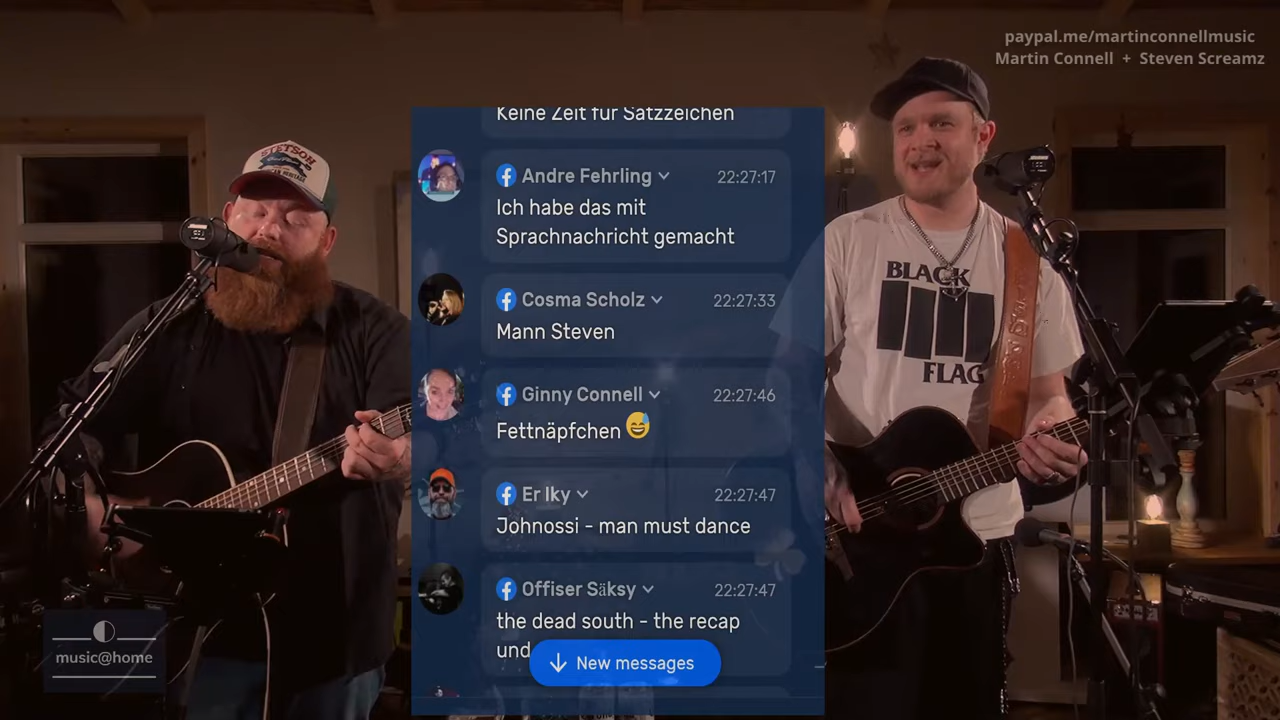 paypal.me/martinconnellmusic
Martin Connell + Steven Screamz
Keine Zeit für Satzzeichen
Andre Fehrling 22:27:17
Ich habe das mit
Sprachnachricht gemacht
Cosma Scholz 22:27:33
Mann Steven
Ginny Connell 22:27:46
Fettnäpfchen 😅
Er Iky 22:27:47
Johnossi - man must dance
Offiser Säksy 22:27:47
the dead south - the recap
und
New messages
STETSON
BLACK
FLAG
music@home